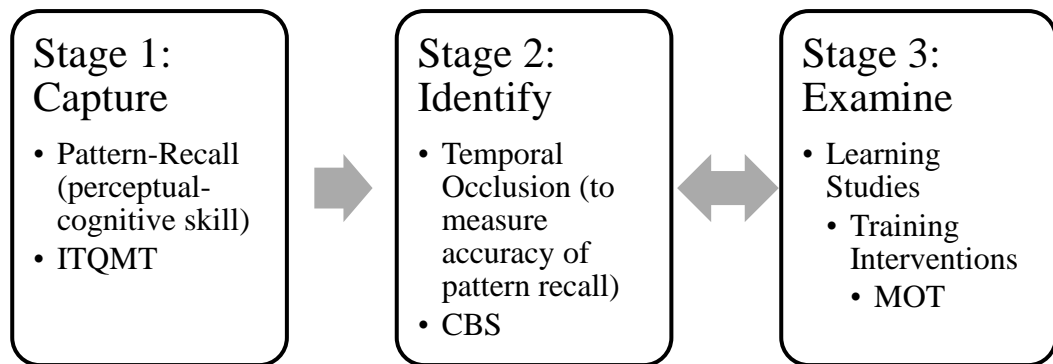 Stage 1:
Capture
• Pattern-Recall
(perceptual-
cognitive skill)
• ITQMT
Stage 2:
Identify
• Temporal
Occlusion (to
measure
accuracy of
pattern recall)
• CBS
Stage 3:
Examine
• Learning
Studies
• Training
Interventions
• MOT